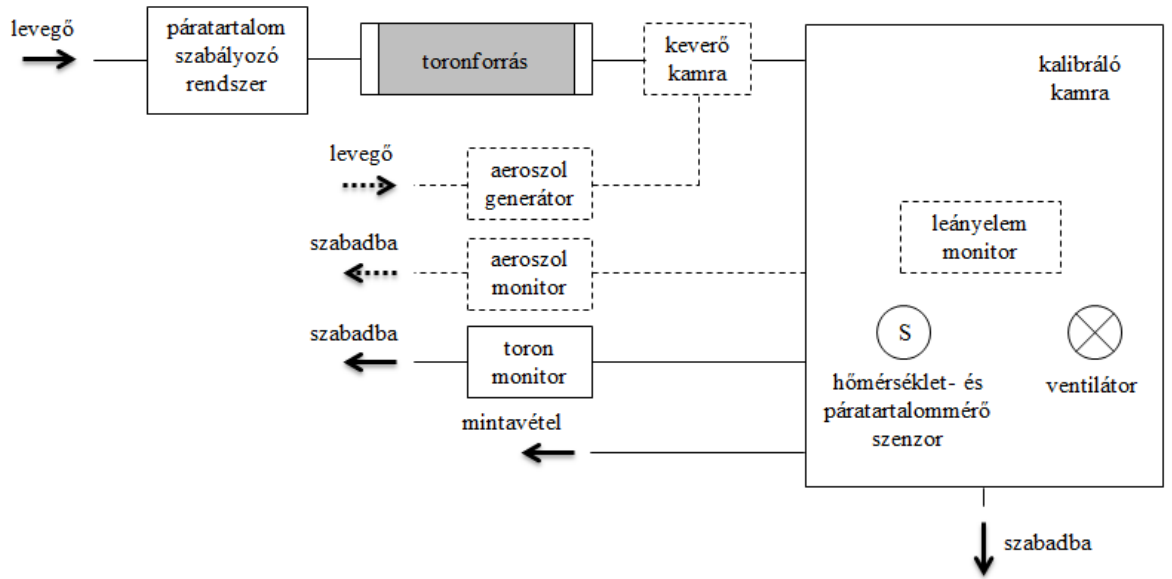 levegő
páratartalom
szabályozó
rendszer
toronforrás
keverő
kamra
kalibráló
kamra
levegő
aeroszol
generátor
szabadba
aeroszol
monitor
leányelem
monitor
szabadba
toron
monitor
S
hőmérséklet- és
páratartalommérő
szenzor
ventilátor
mintavétel
szabadba